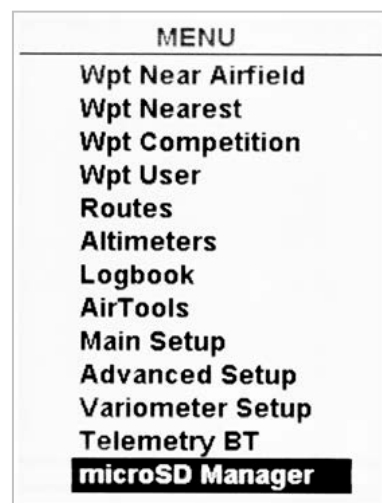 MENU
Wpt Near Airfield
Wpt Nearest
Wpt Competition
Wpt User
Routes
Altimeters
Logbook
AirTools
Main Setup
Advanced Setup
Variometer Setup
Telemetry BT
microSD Manager